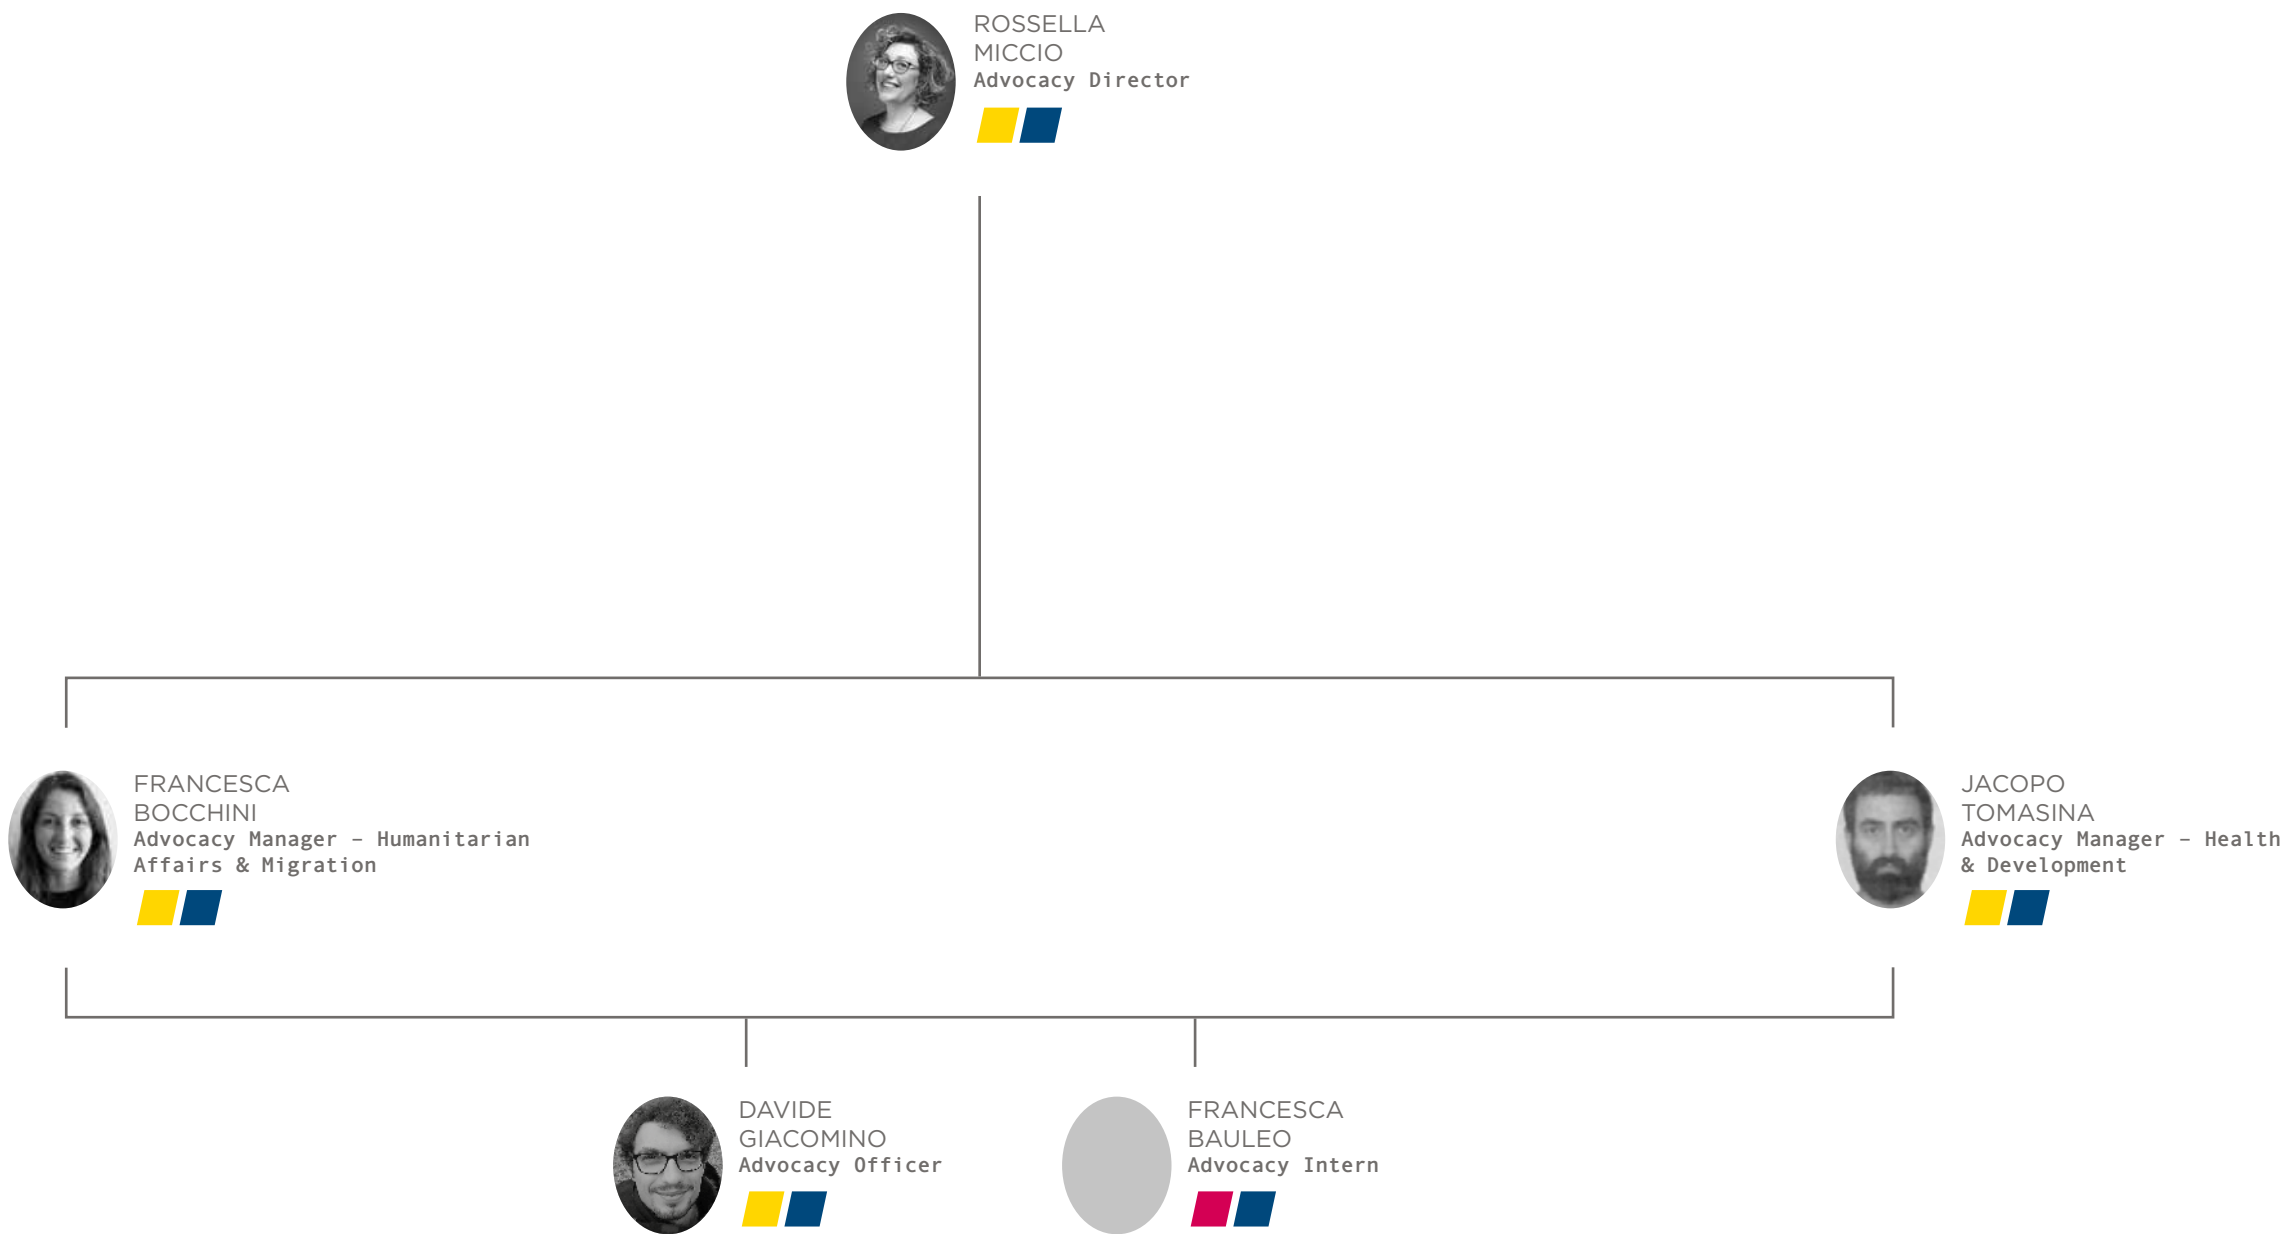 ROSSELLA
MICCIO
Advocacy Director
FRANCESCA
BOCCHINI
Advocacy Manager – Humanitarian
Affairs & Migration
JACOPO
TOMASINA
Advocacy Manager – Health
& Development
DAVIDE
GIACOMINO
Advocacy Officer
FRANCESCA
BAULEO
Advocacy Intern